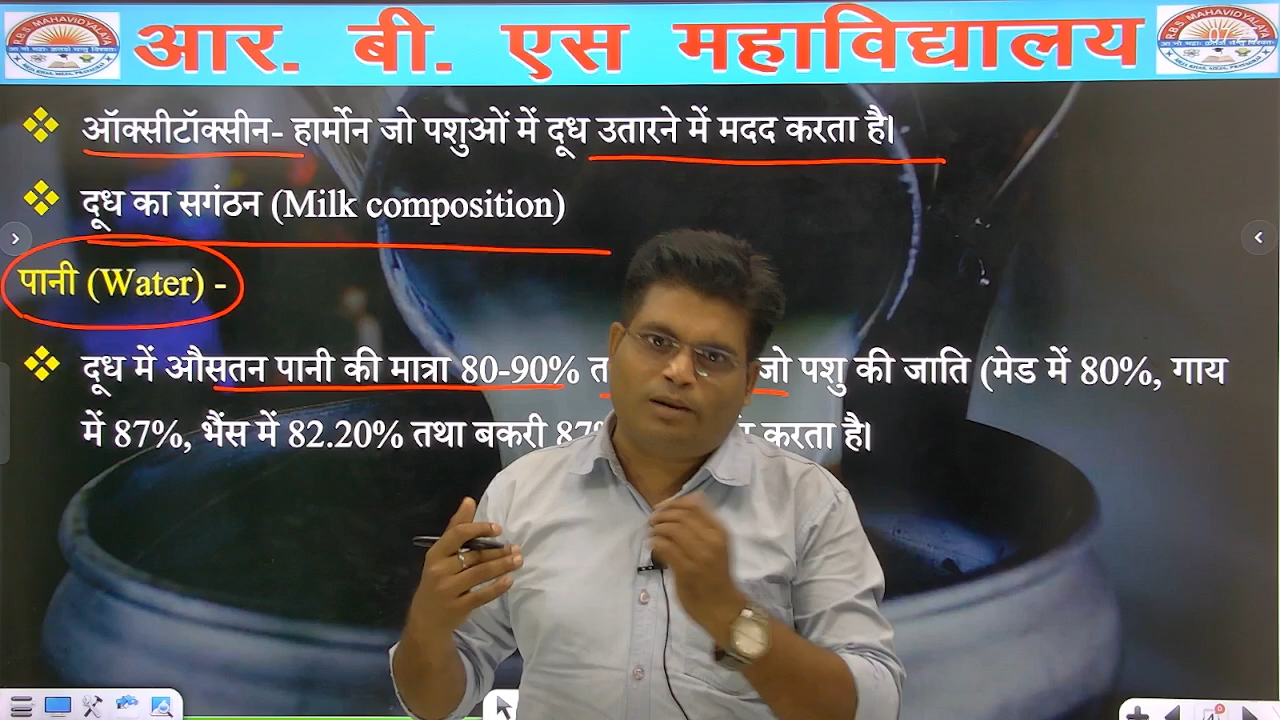 आर. बी. एस महाविद्यालय
R.B.S. MAHAVIDYALAYA
ऑक्सीटॉक्सीन- हार्मोन जो पशुओं में दूध उतारने में मदद करता है।
दूध का सगंठन (Milk composition)
पानी (Water) -
दूध में औसतन पानी की मात्रा 80-90% जो पशु की जाति (मेड में 80%, गाय
में 87%, भैंस में 82.20% तथा बकरी करता है।